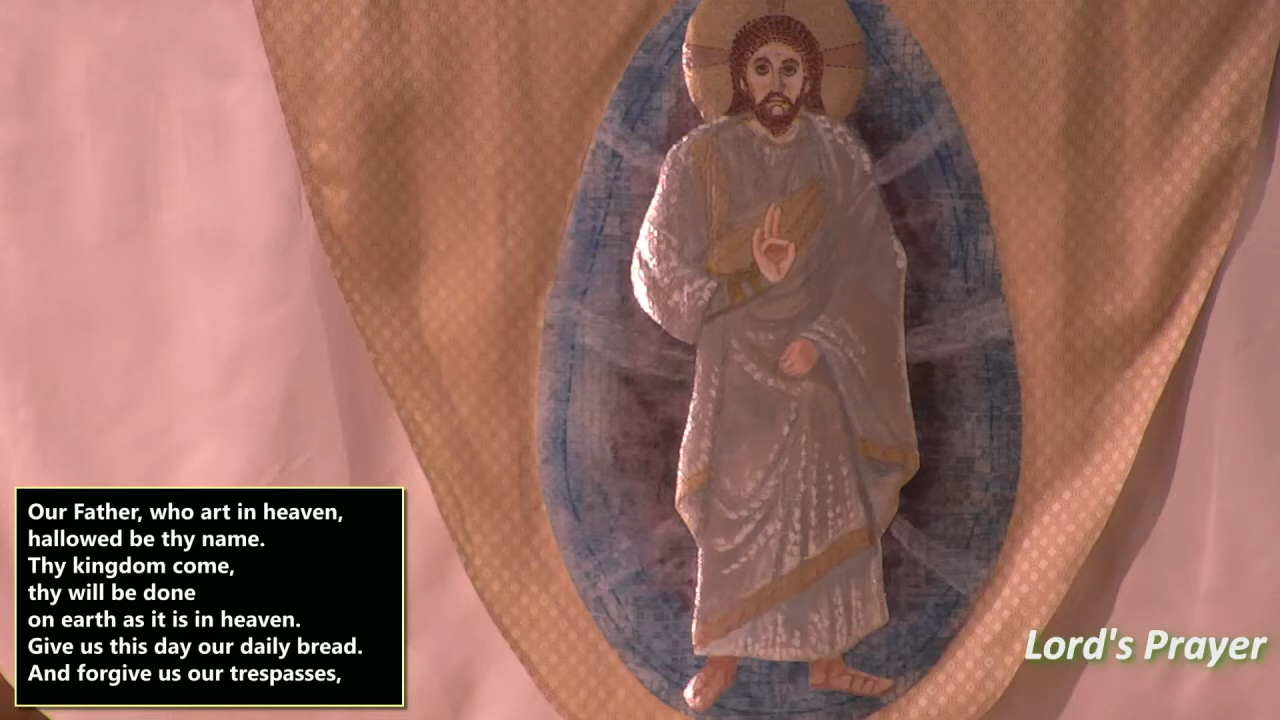 Our Father, who art in heaven,
hallowed be thy name.
Thy kingdom come,
thy will be done
on earth as it is in heaven.
Give us this day our daily bread.
And forgive us our trespasses,
Lord's Prayer